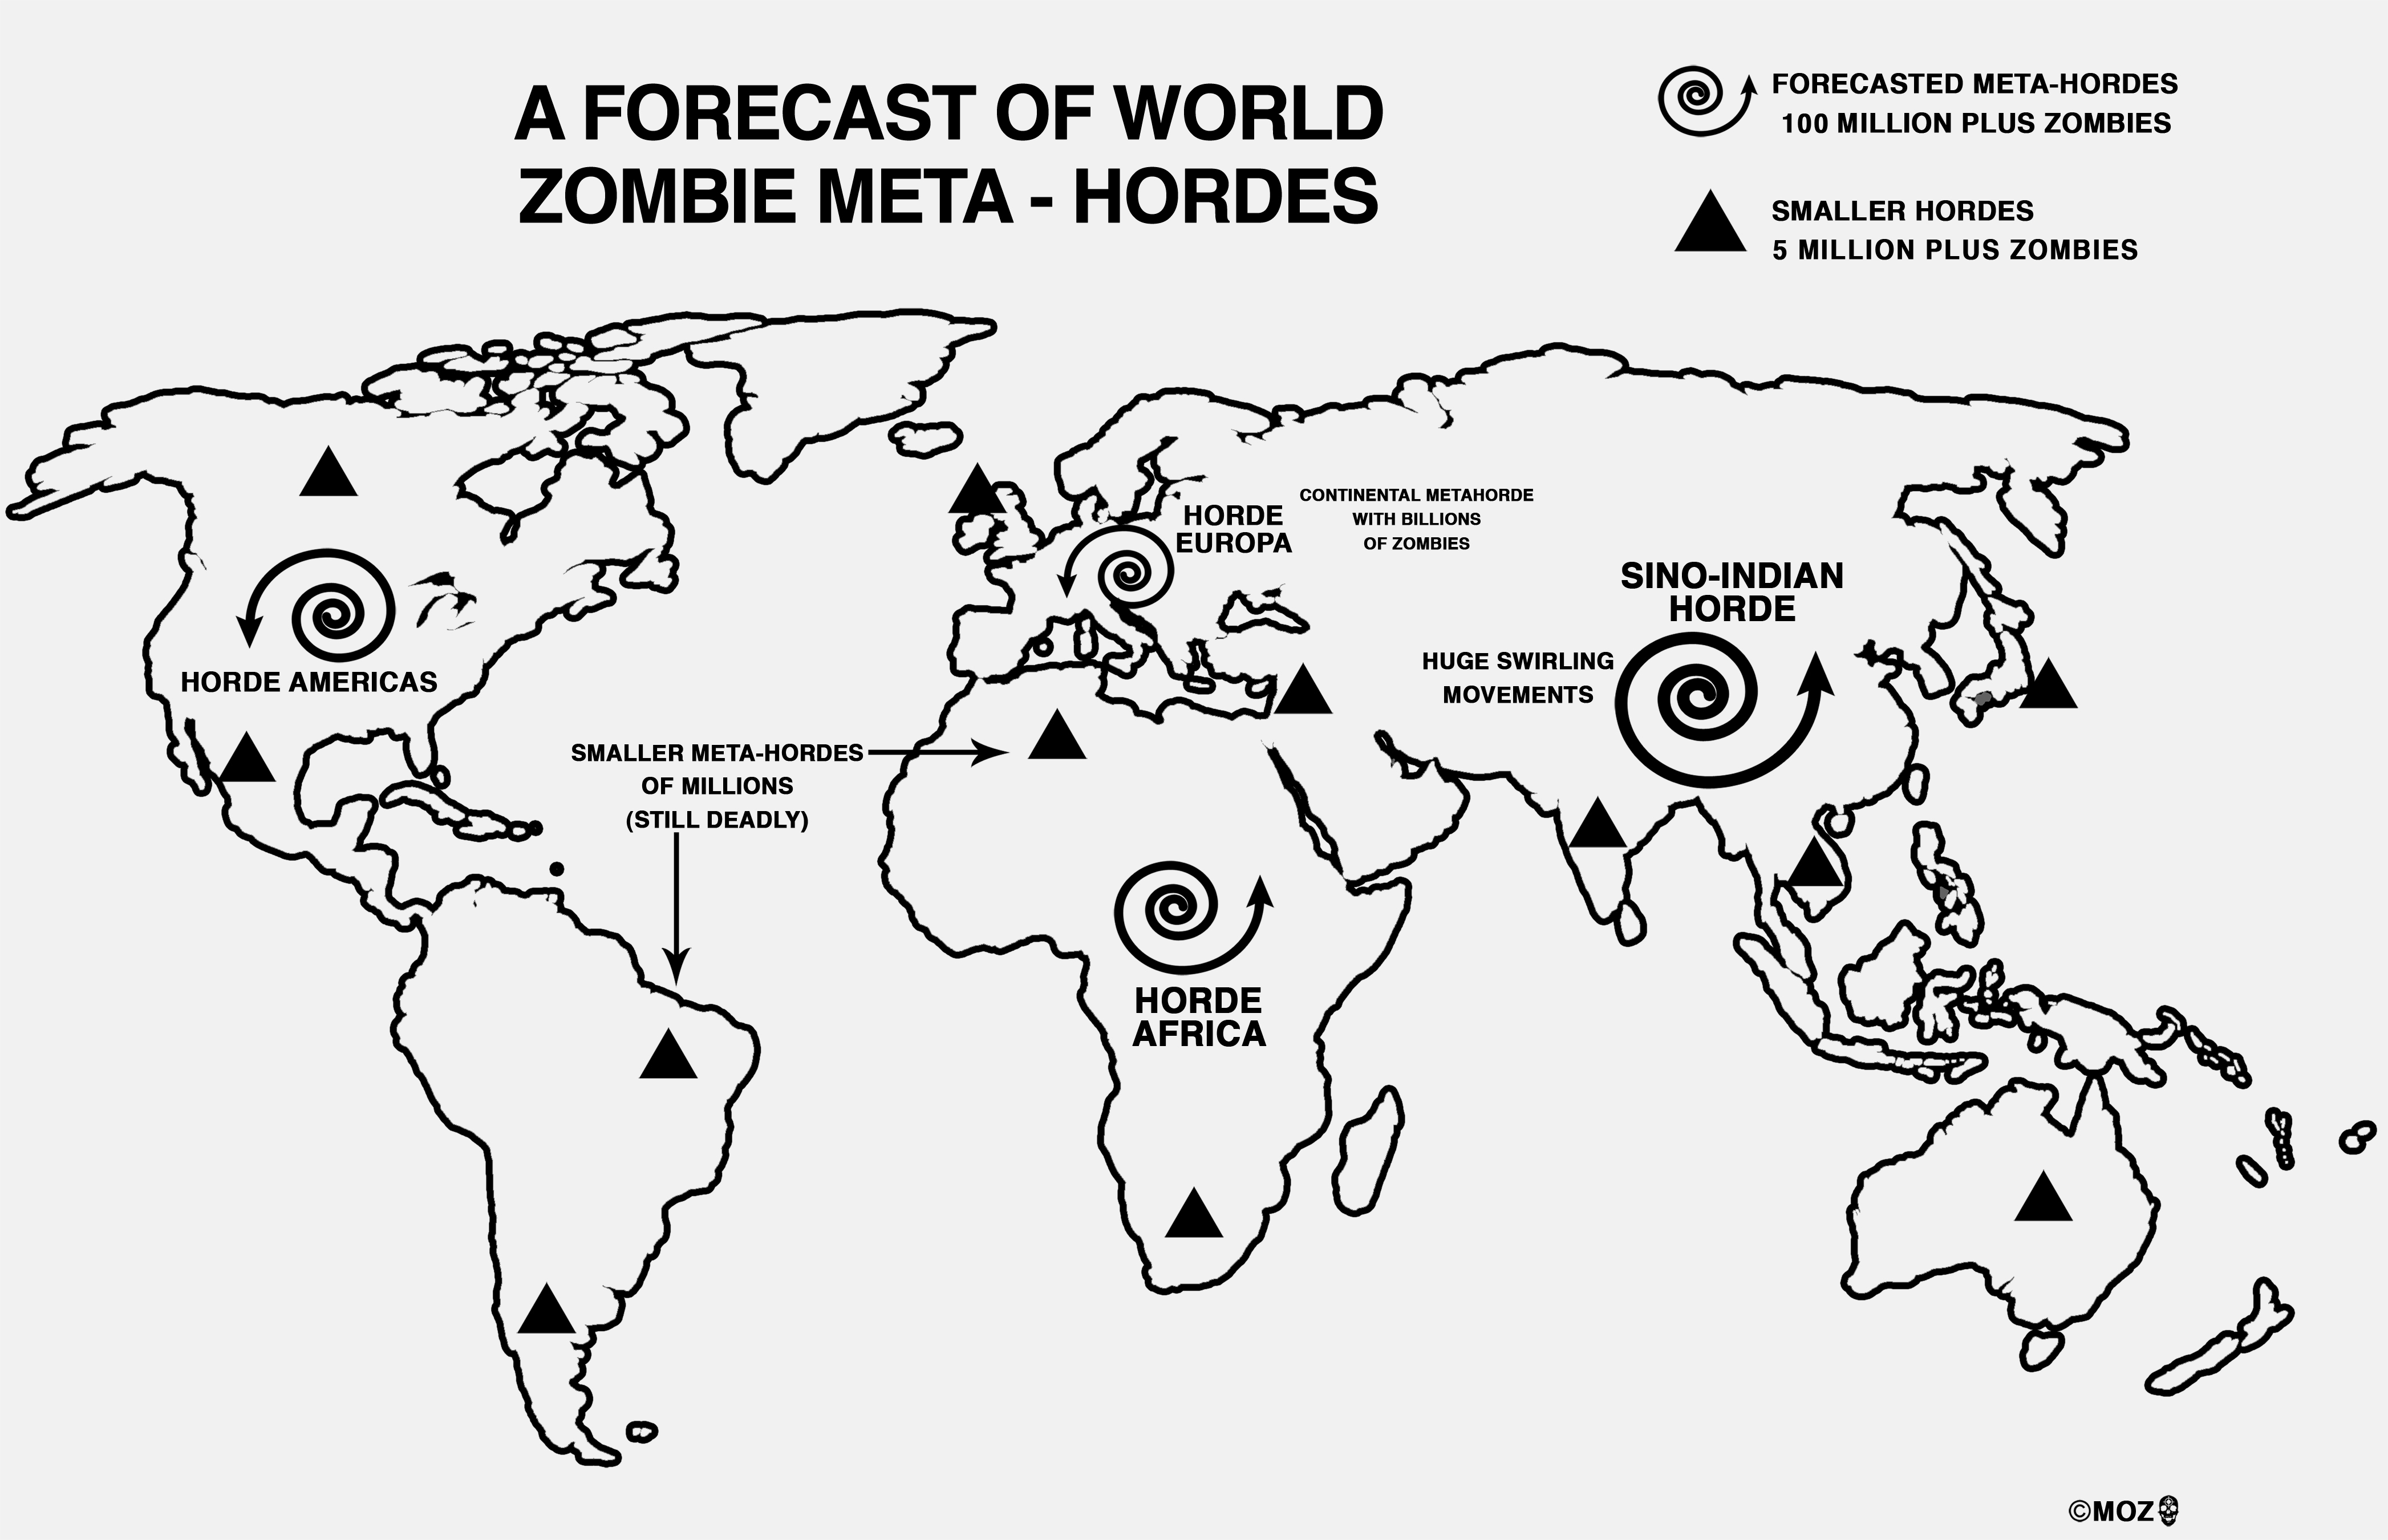 A FORECAST OF WORLD
ZOMBIE META - HORDES
FORECASTED META-HORDES
100 MILLION PLUS ZOMBIES
SMALLER HORDES
5 MILLION PLUS ZOMBIES
HORDE
EUROPA
CONTINENTAL METAHORDE
WITH BILLIONS
OF ZOMBIES
SINO-INDIAN
HORDE
HUGE SWIRLING
MOVEMENTS
HORDE AMERICAS
SMALLER META-HORDES
OF MILLIONS
(STILL DEADLY)
HORDE
AFRICA
©MOZ